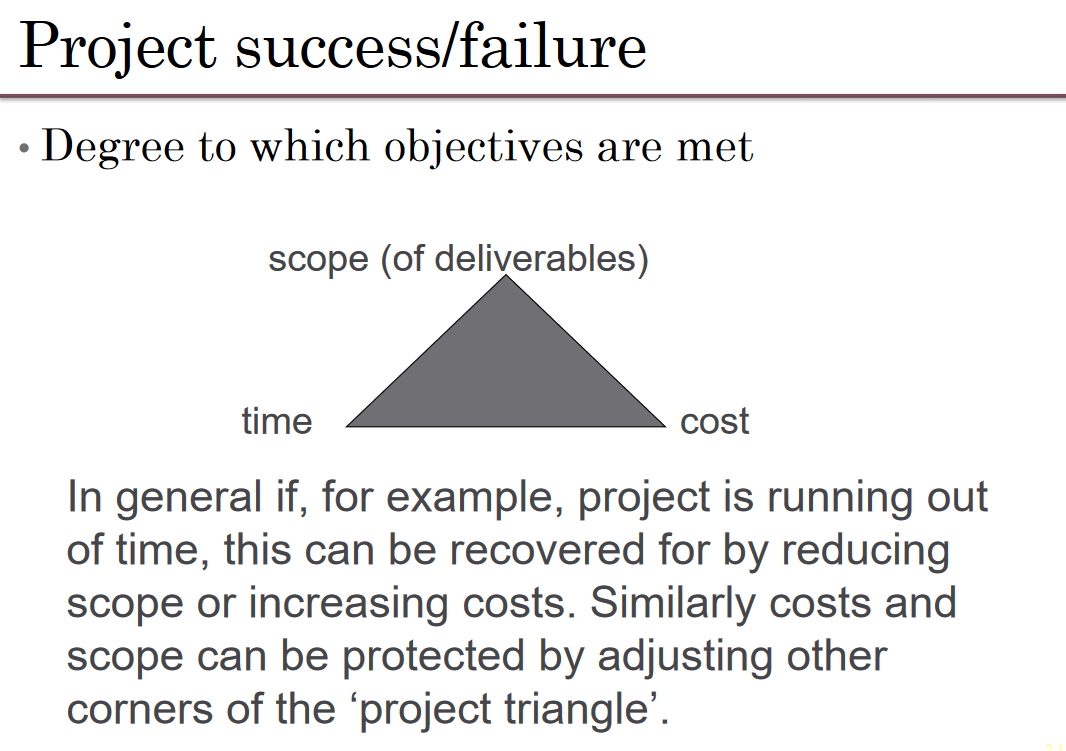 Project success/failure
• Degree to which objectives are met
scope (of deliverables)
time
cost
In general if, for example, project is running out
of time, this can be recovered for by reducing
scope or increasing costs. Similarly costs and
scope can be protected by adjusting other
corners of the ‘project triangle’.